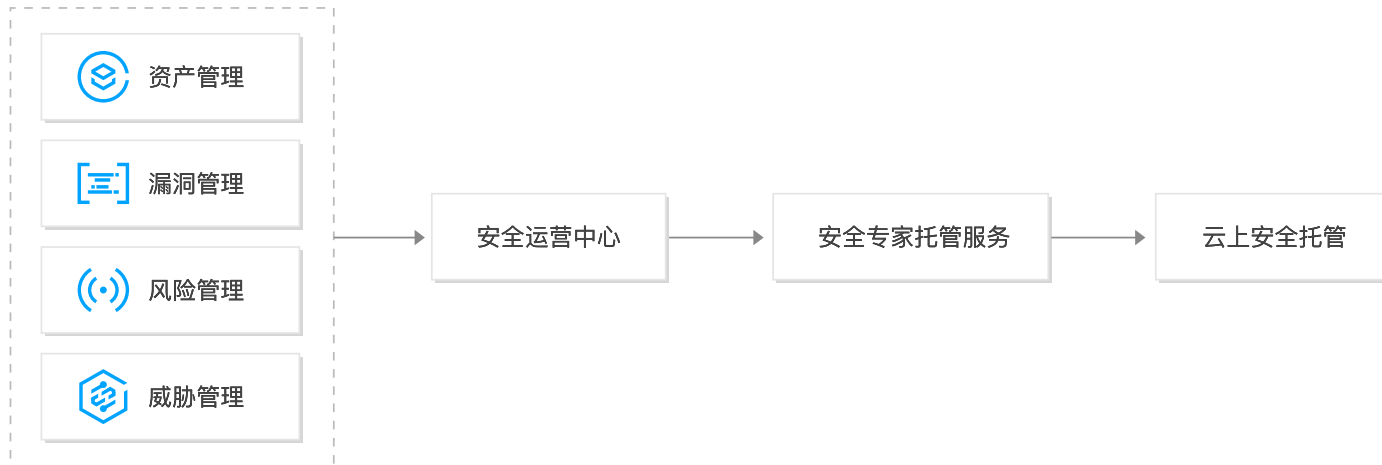 资产管理
漏洞管理
风险管理
威胁管理
安全运营中心
安全专家托管服务
云上安全托管